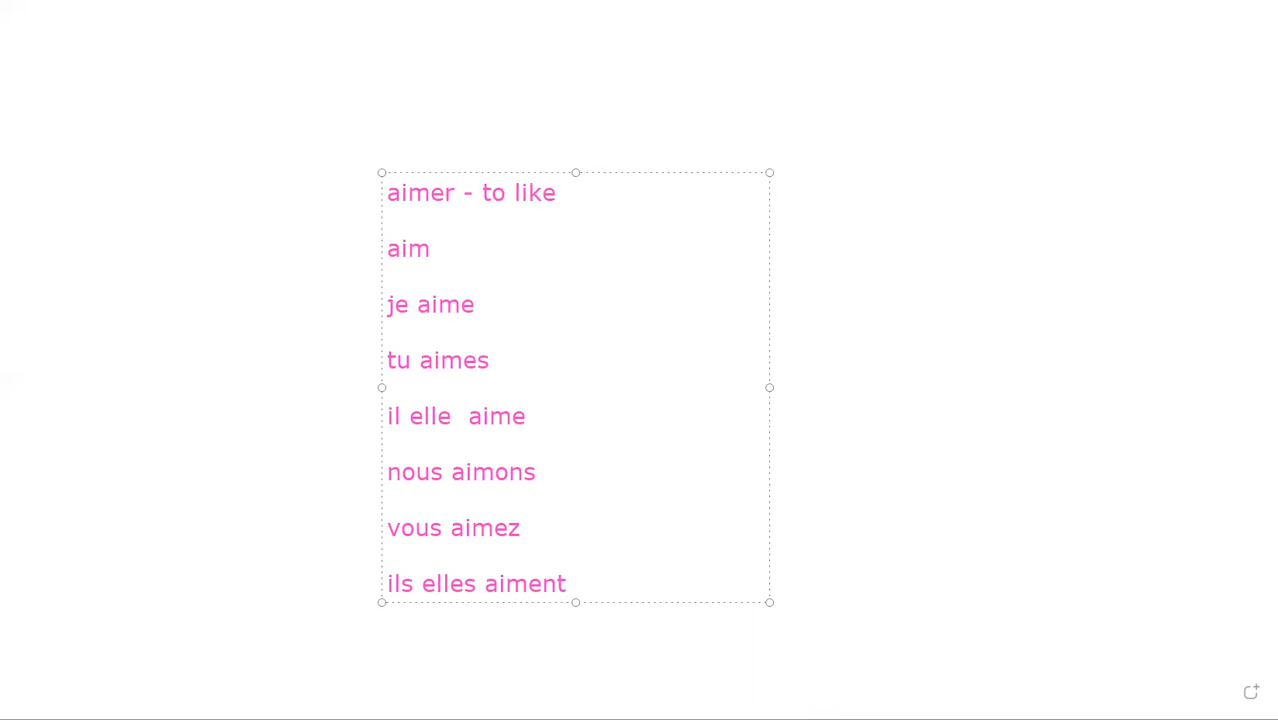 aimer - to like
aim
je aime
tu aimes
il elle  aime
nous aimons
vous aimez
ils elles aiment